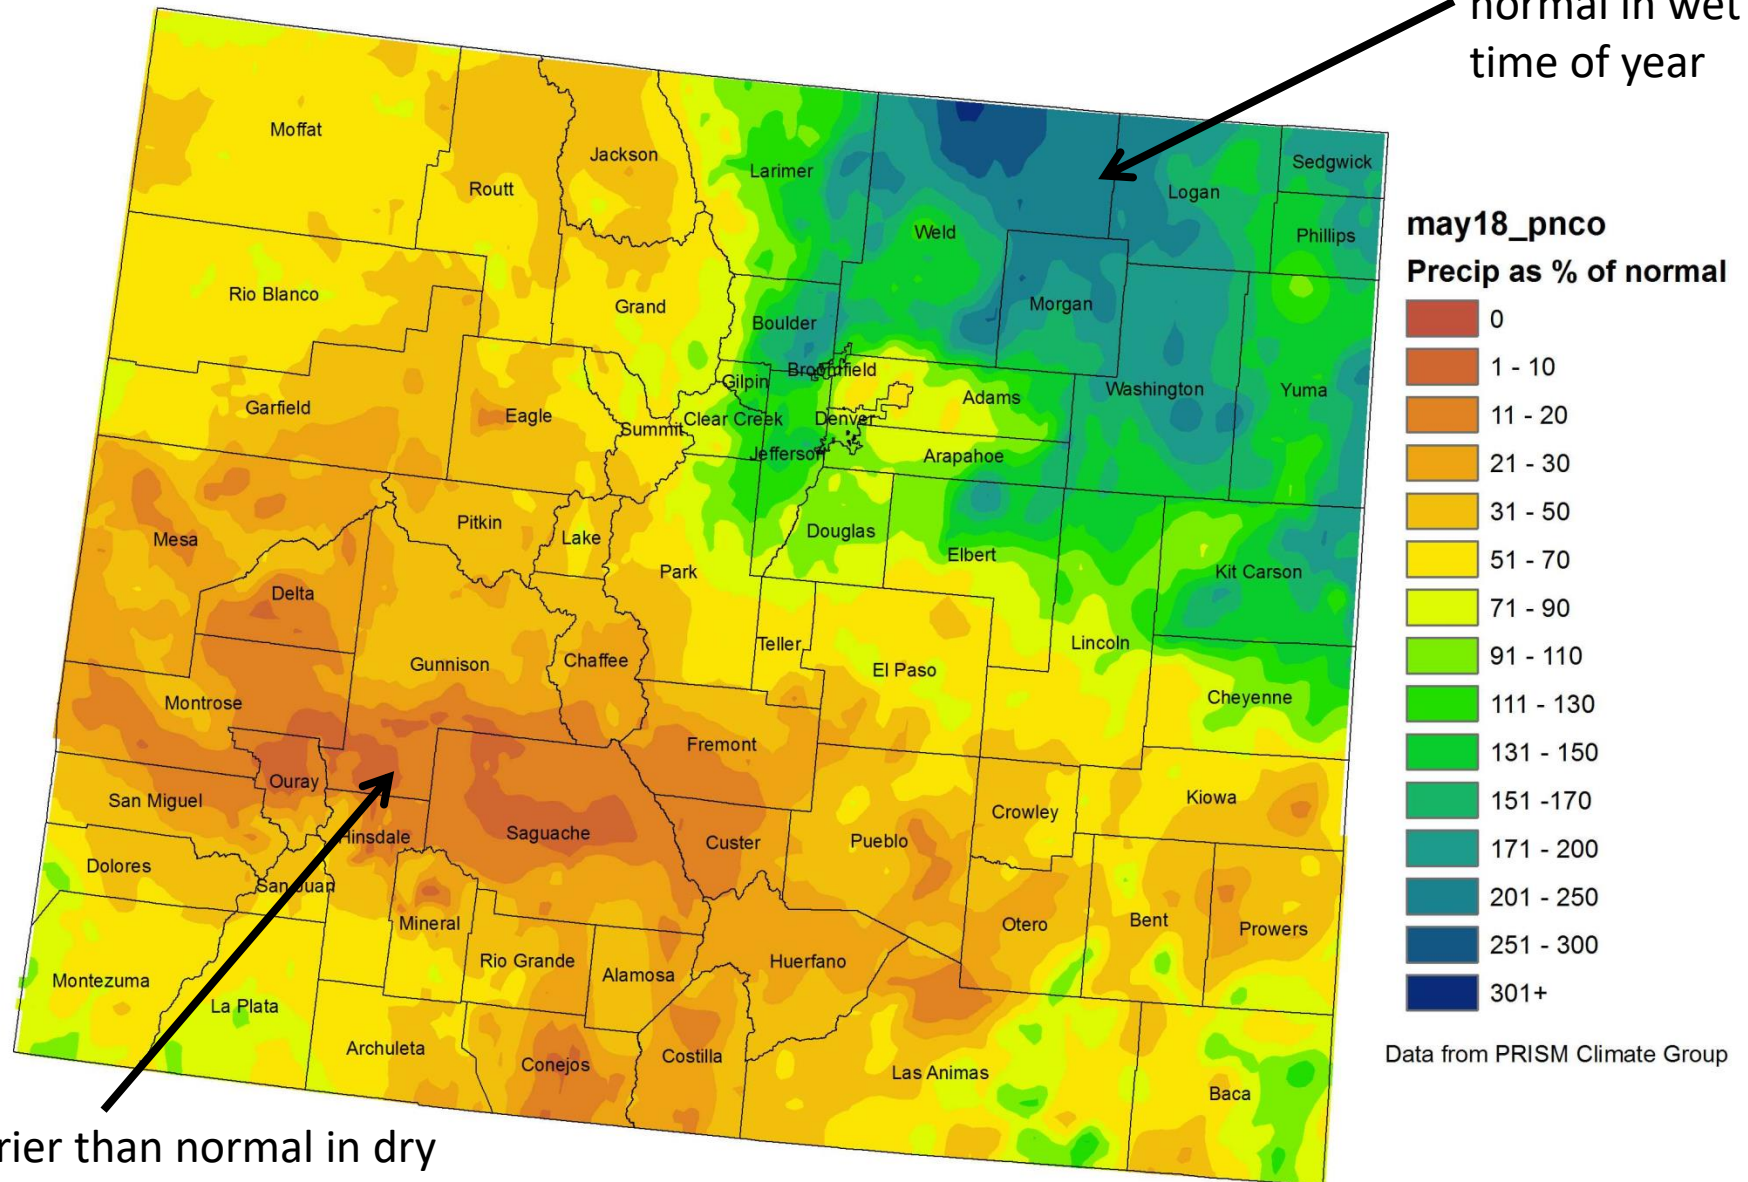 normal in wet
time of year
Moffat
Jackson
Routt
Larimer
Logan
Sedgwick
Weld
Phillips
Rio Blanco
Grand
Boulder
Morgan
Broomfield
Gilpin
Garfield
Eagle
Summit
Clear Creek
Denver
Adams
Washington
Yuma
Jefferson
Arapahoe
Mesa
Pitkin
Lake
Park
Douglas
Elbert
Kit Carson
Delta
Gunnison
Chaffee
Teller
El Paso
Lincoln
Cheyenne
Montrose
Fremont
Ouray
San Miguel
Hinsdale
Saguache
Custer
Pueblo
Crowley
Kiowa
Dolores
San Juan
Mineral
Otero
Bent
Prowers
Montezuma
La Plata
Rio Grande
Alamosa
Huerfano
Archuleta
Conejos
Costilla
Las Animas
Baca
may18_pnco
Precip as % of normal
0
1 - 10
11 - 20
21 - 30
31 - 50
51 - 70
71 - 90
91 - 110
111 - 130
131 - 150
151 -170
171 - 200
201 - 250
251 - 300
301+
Data from PRISM Climate Group
rier than normal in dry